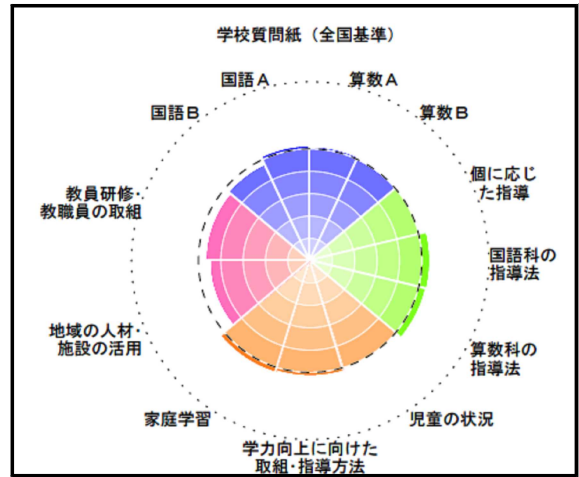 学校質問紙（全国基準）
国語A
算数A
国語B
算数B
個に応じ
た指導
教員研修・
教職員の取組
国語科の
指導法
地域の人材・
施設の活用
算数科の
指導法
家庭学習
児童の状況
学力向上に向けた
取組・指導方法